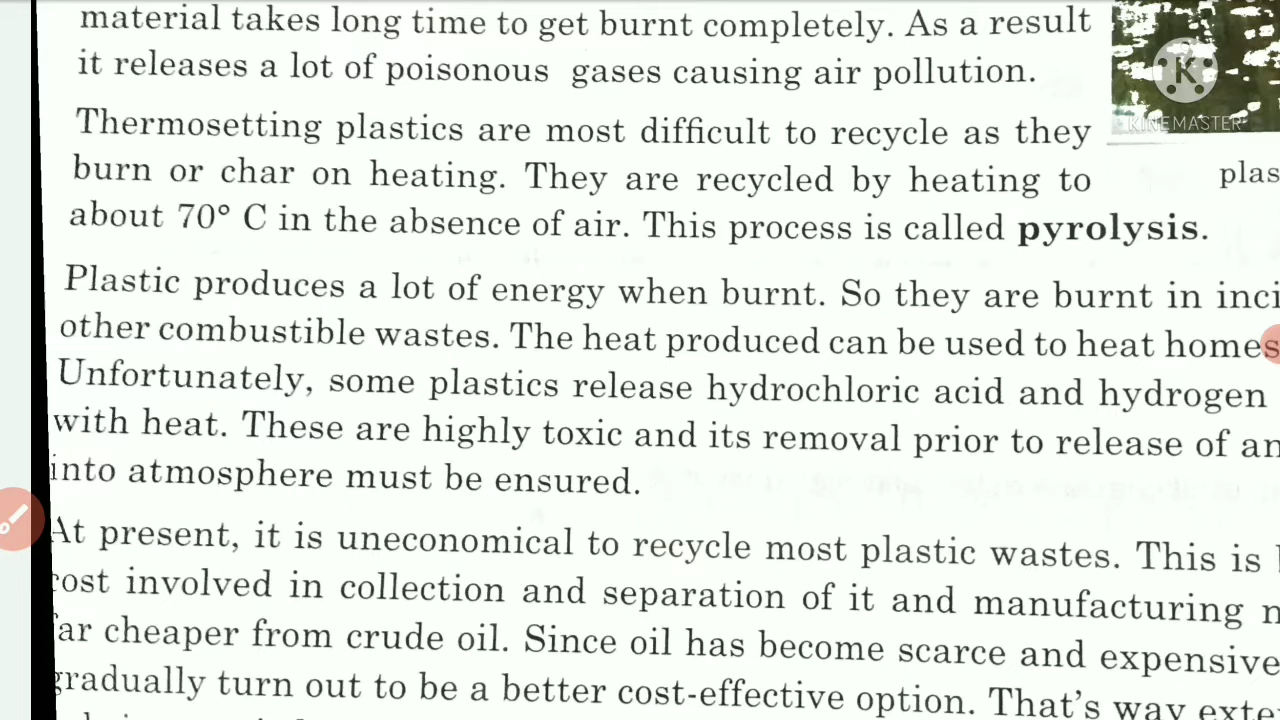 material takes long time to get burnt completely. As a result
it releases a lot of poisonous gases causing air pollution.
K
KINEMASTER
Thermosetting plastics are most difficult to recycle as they
burn or char on heating. They are recycled by heating to
plas
about 70° C in the absence of air. This process is called pyrolysis.
Plastic produces a lot of energy when burnt. So they are burnt in inci
other combustible wastes. The heat produced can be used to heat homes
Unfortunately, some plastics release hydrochloric acid and hydrogen
with heat. These are highly toxic and its removal prior to release of an
into atmosphere must be ensured.
At present, it is uneconomical to recycle most plastic wastes. This is
cost involved in collection and separation of it and manufacturing
far cheaper from crude oil. Since oil has become scarce and expensive
gradually turn out to be a better cost-effective option. That's way exte